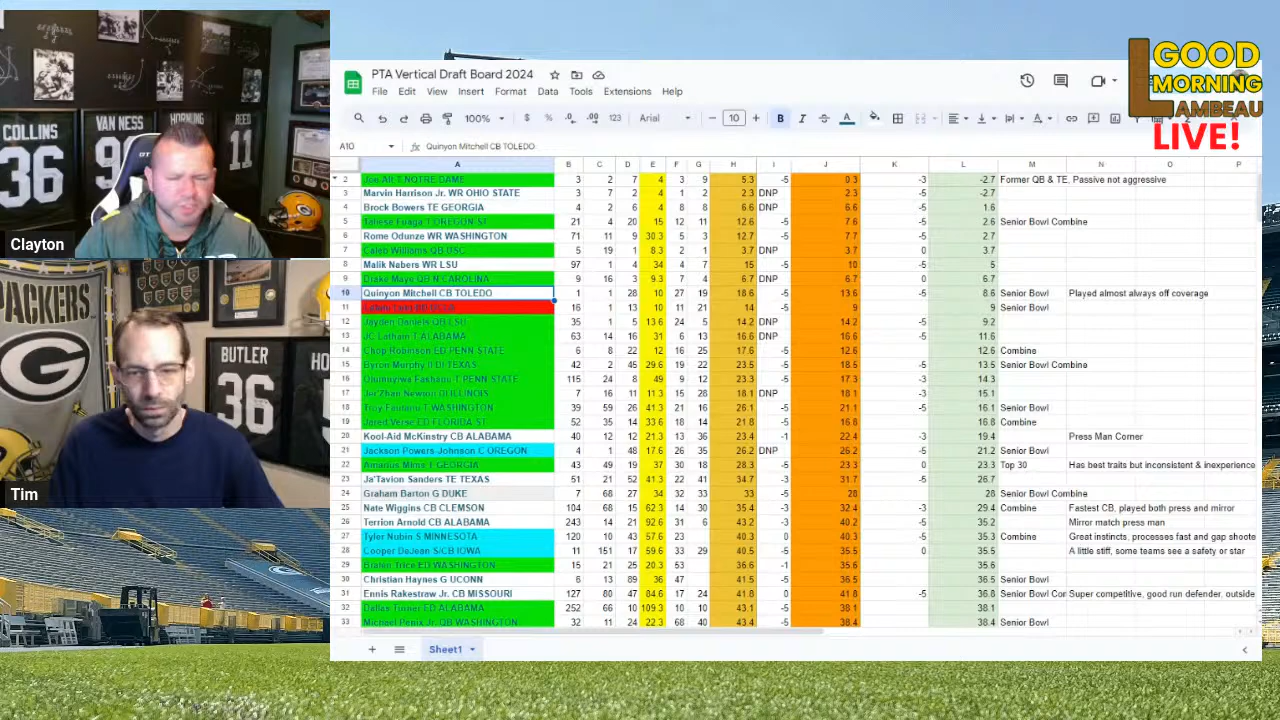 COLLINS
36
VAN NESS
9
HORNUNG
5
REED
11
Clayton
PACKERS
G
BUTLER
36
HO
Tim
GOOD
MORNING
LAMBEAU
LIVE!
PTA Vertical Draft Board 2024
File Edit View Insert Format Data Tools Extensions Help
100% $ % .0 .00 123 Arial 10 B I A
A10 fx Quinyon Mitchell CB TOLEDO
A B C D E F G H I J K L M N O P
2 Joe Alt T NOTRE DAME 3 2 7 4 3 9 5.3 -5 0.3 -3 -2.7 Former QB & TE, Passive not aggressive
3 Marvin Harrison Jr. WR OHIO STATE 3 7 2 4 1 2 2.3 DNP 2.3 -5 -2.7
4 Brock Bowers TE GEORGIA 4 2 6 4 8 8 6.6 DNP 6.6 -5 1.6
5 Taliese Fuaga T OREGON ST 21 4 20 15 12 11 12.6 -5 7.6 -5 2.6 Senior Bowl Combine
6 Rome Odunze WR WASHINGTON 71 11 9 30.3 5 3 12.7 -5 7.7 -5 2.7
7 Caleb Williams QB USC 5 19 1 8.3 2 1 3.7 DNP 3.7 0 3.7
8 Malik Nabers WR LSU 97 1 4 34 4 7 15 -5 10 -5 5
9 Drake Maye QB N CAROLINA 9 16 3 9.3 7 4 6.7 DNP 6.7 0 6.7
10 Quinyon Mitchell CB TOLEDO 1 1 28 10 27 19 18.6 -5 13.6 -5 8.6 Senior Bowl Played almost always off coverage
11 16 1 13 10 11 21 14 -5 9 9 Senior Bowl
12 Jayden Daniels QB LSU 35 1 5 13.6 24 5 14.2 DNP 14.2 -5 9.2
13 JC Latham T ALABAMA 63 14 16 31 6 13 16.6 DNP 16.6 -5 11.6
14 Chop Robinson ED PENN STATE 6 8 22 12 16 25 17.6 -5 12.6 12.6 Combine
15 Byron Murphy II DI TEXAS 42 2 45 29.6 19 22 23.5 -5 18.5 -5 13.5 Senior Bowl Combine
16 Olumuyiwa Fashanu T PENN STATE 115 24 8 49 9 12 23.3 -5 17.3 -3 14.3
17 Jer'Zhan Newton DI ILLINOIS 7 16 11 11.3 15 28 18.1 DNP 18.1 -3 15.1
18 Troy Fautanu T WASHINGTON 39 59 26 41.3 21 16 26.1 -5 21.1 -5 16.1 Senior Bowl
19 Jared Verse ED FLORIDA ST 52 35 14 33.6 18 14 21.8 -5 16.8 16.8 Combine
20 Kool-Aid McKinstry CB ALABAMA 40 12 12 21.3 13 36 23.4 -1 22.4 -3 19.4 Press Man Corner
21 Jackson Powers-Johnson C OREGON 4 1 48 17.6 26 35 26.2 DNP 26.2 -5 21.2 Senior Bowl
22 Amarius Mims T GEORGIA 43 49 19 37 30 18 28.3 -5 23.3 0 23.3 Top 30 Has best traits but inconsistent & inexperience
23 Ja'Tavion Sanders TE TEXAS 51 21 52 41.3 22 41 34.7 -3 31.7 -5 26.7
24 Graham Barton G DUKE 7 68 27 34 32 33 33 -5 28 28 Senior Bowl Combine
25 Nate Wiggins CB CLEMSON 104 68 15 62.3 14 30 35.4 -3 32.4 -3 29.4 Combine Fastest CB, played both press and mirror
26 Terrion Arnold CB ALABAMA 243 14 21 92.6 31 6 43.2 -3 40.2 -5 35.2 Mirror match press man
27 Tyler Nubin S MINNESOTA 120 10 43 57.6 23 40.3 0 40.3 -5 35.3 Combine Great instincts, processes fast and gap shoote
28 Cooper DeJean S/CB IOWA 11 151 17 59.6 33 29 40.5 -5 35.5 0 35.5 A little stiff, some teams see a safety or star
29 Bralen Trice ED WASHINGTON 15 21 25 20.3 53 36.6 -1 35.6 35.6
30 Christian Haynes G UCONN 6 13 89 36 47 41.5 -5 36.5 36.5 Senior Bowl
31 Ennis Rakestraw Jr. CB MISSOURI 127 80 47 84.6 17 24 41.8 0 41.8 -5 36.8 Senior Bowl Cor Super competitive, good run defender, outside
32 Dallas Turner ED ALABAMA 252 66 10 109.3 10 10 43.1 -5 38.1 38.1
33 Michael Penix Jr. QB WASHINGTON 32 11 24 22.3 68 40 43.4 -5 38.4 38.4 Senior Bowl
+ Sheet1